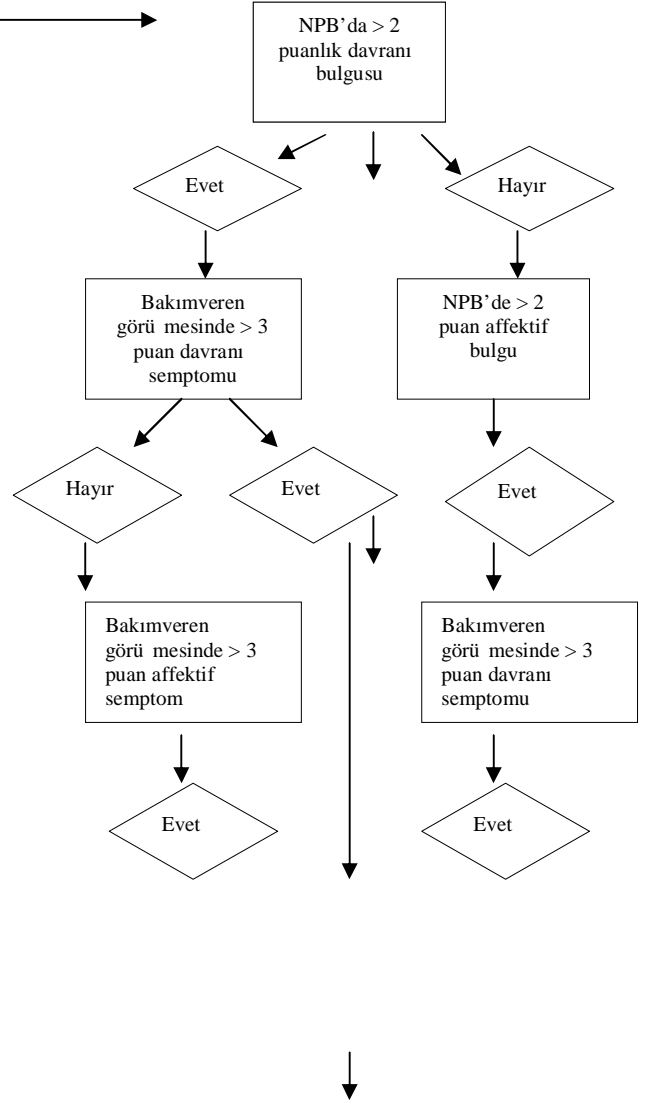 NPB’da > 2
puanlık davranı
bulgusu
Evet
Hayır
Bakımveren
görü mesinde > 3
puan davranı
semptomu
NPB’de > 2
puan affektif
bulgu
Hayır
Evet
Evet
Bakımveren
görü mesinde > 3
puan affektif
semptom
Bakımveren
görü mesinde > 3
puan davranı
semptomu
Evet
Evet